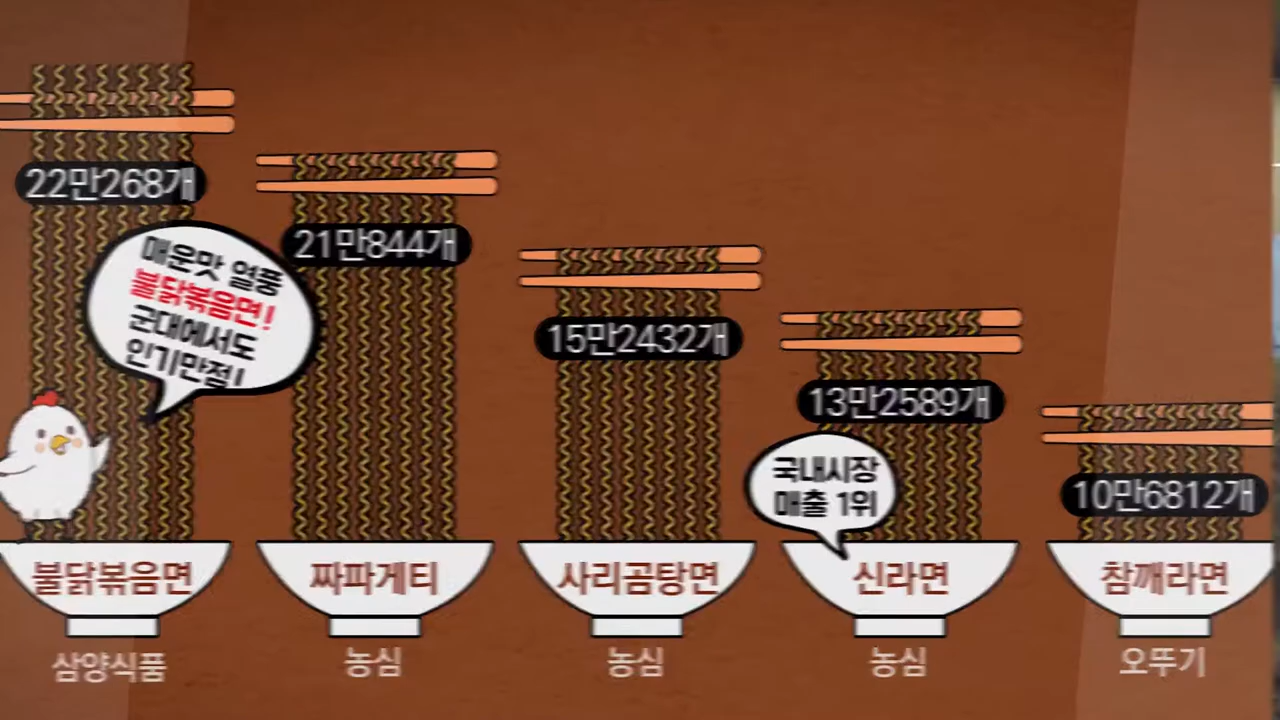 22만268개
21만844개
15만2432개
13만2589개
10만6812개
매운맛 열풍
불닭볶음면!
군대에서도
인기만점!
국내시장
매출 1위
불닭볶음면
짜파게티
사리곰탕면
신라면
참깨라면
삼양식품
농심
농심
농심
오뚜기